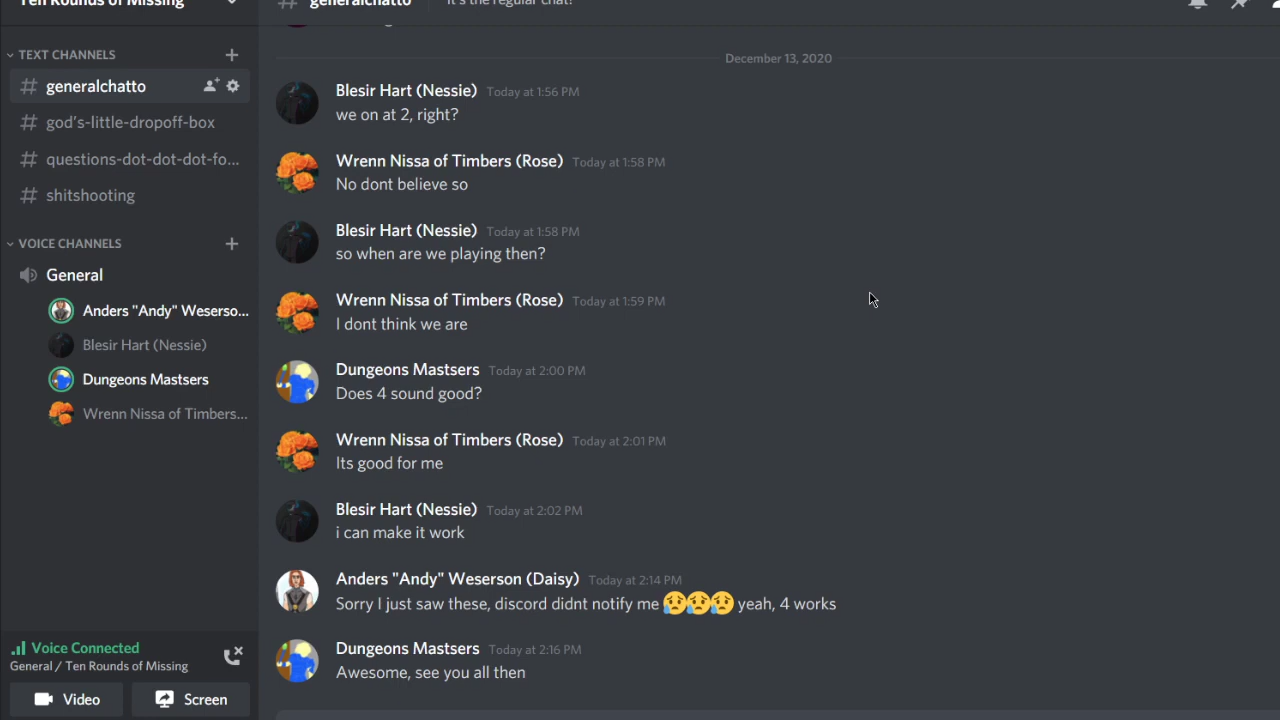 Ten Rounds of Missing
generalchatto
It's the regular chat!
TEXT CHANNELS
generalchatto
god's-little-dropoff-box
questions-dot-dot-dot-fo...
shitshooting
VOICE CHANNELS
General
Anders "Andy" Weserso...
Blesir Hart (Nessie)
Dungeons Mastsers
Wrenn Nissa of Timbers...
Voice Connected
General / Ten Rounds of Missing
Video
Screen
December 13, 2020
Blesir Hart (Nessie) Today at 1:56 PM
we on at 2, right?
Wrenn Nissa of Timbers (Rose) Today at 1:58 PM
No dont believe so
Blesir Hart (Nessie) Today at 1:58 PM
so when are we playing then?
Wrenn Nissa of Timbers (Rose) Today at 1:59 PM
I dont think we are
Dungeons Mastsers Today at 2:00 PM
Does 4 sound good?
Wrenn Nissa of Timbers (Rose) Today at 2:01 PM
Its good for me
Blesir Hart (Nessie) Today at 2:02 PM
i can make it work
Anders "Andy" Weserson (Daisy) Today at 2:14 PM
Sorry I just saw these, discord didnt notify me 😥😥😥 yeah, 4 works
Dungeons Mastsers Today at 2:16 PM
Awesome, see you all then